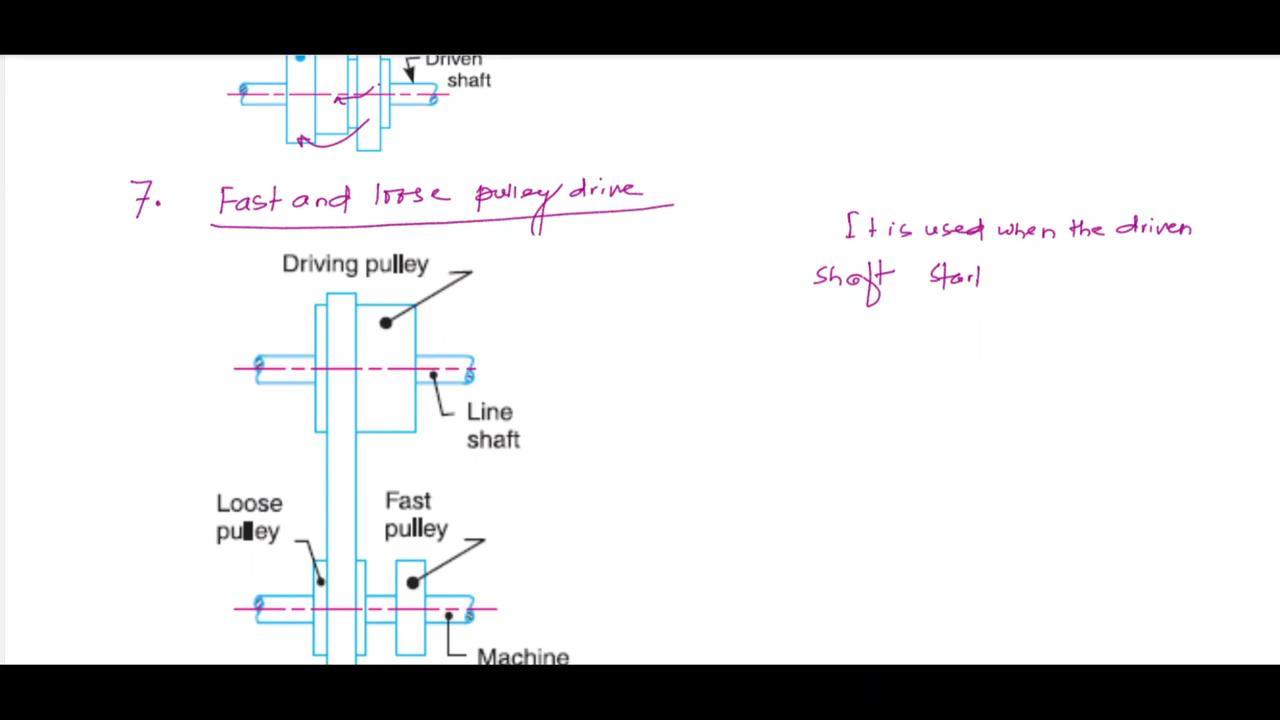 Driven
shaft
7. Fast and loose pulley drive
It is used when the driven
shaft start
Driving pulley
Line
shaft
Loose
pulley
Fast
pulley
Machine